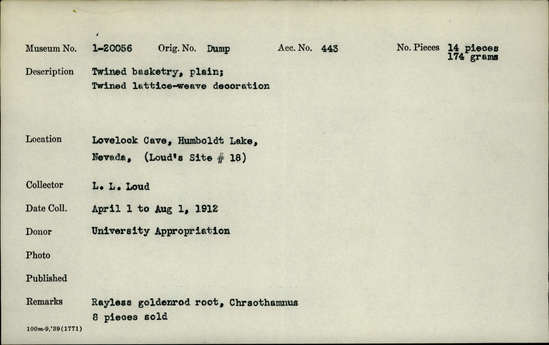 Museum No. 1-20056 Orig. No. Dump Acc. No. 443 No. Pieces 14 pieces
174 grams
Description Twined basketry, plain;
Twined lattice-weave decoration
Location Lovelock Cave, Humboldt Lake,
Nevada, (Loud's Site # 18)
Collector L. L. Loud
Date Coll. April 1 to Aug 1, 1912
Donor University Appropriation
Photo
Published
Remarks Rayless goldenrod root, Chrsothamnus
8 pieces sold
100m-9,'39(1771)